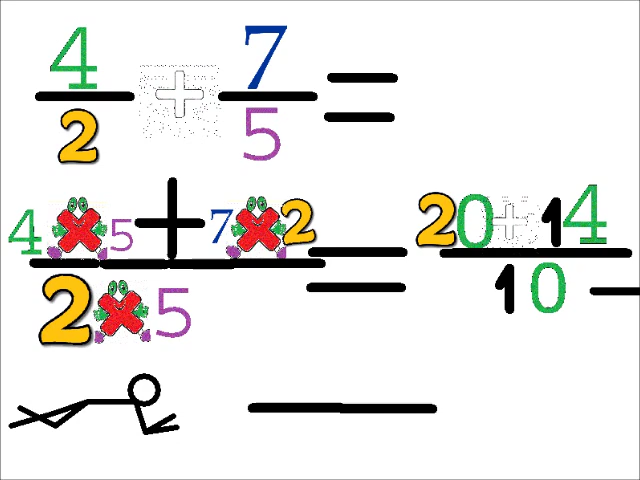 4/2 + 7/5 =
(4 × 5 + 7 × 2)/(2 × 5) = (20 + 14)/10 –